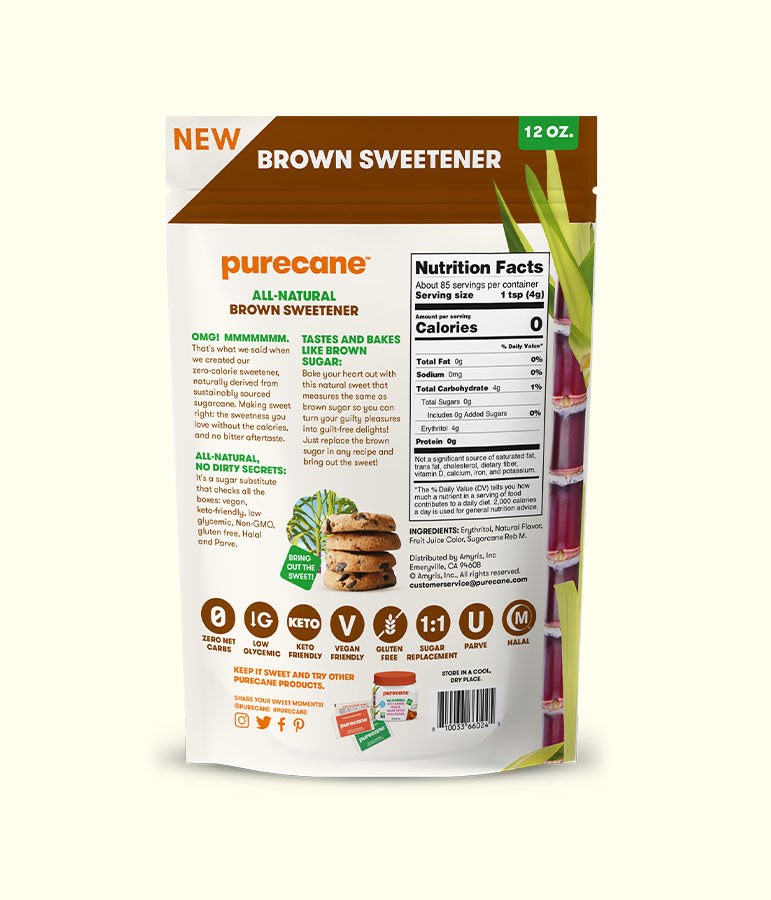 NEW
BROWN SWEETENER
12 OZ.
purecane™
ALL-NATURAL
BROWN SWEETENER
OMG! MMMMMMM.
That's what we said when
we created our
zero-calorie sweetener,
naturally derived from
sustainably sourced
sugarcane. Making sweet
right: the sweetness you
love without the calories,
and no bitter aftertaste.
ALL-NATURAL,
NO DIRTY SECRETS:
It's a sugar substitute
that checks all the
boxes: vegan,
keto-friendly, low
glycemic, Non-GMO,
gluten free, Halal
and Parve.
TASTES AND BAKES
LIKE BROWN
SUGAR:
Bake your heart out with
this natural sweet that
measures the same as
brown sugar so you can
turn your guilty pleasures
into guilt-free delights!
Just replace the brown
sugar in any recipe and
bring out the sweet!
BRING
OUT THE
SWEET!
Nutrition Facts
About 85 servings per container
Serving size 1 tsp (4g)
Amount per serving
Calories 0
% Daily Value*
Total Fat 0g 0%
Sodium 0mg 0%
Total Carbohydrate 4g 1%
Total Sugars 0g
Includes 0g Added Sugars 0%
Erythritol 4g
Protein 0g
Not a significant source of saturated fat,
trans fat, cholesterol, dietary fiber,
vitamin D, calcium, iron, and potassium.
*The % Daily Value (DV) tells you how
much a nutrient in a serving of food
contributes to a daily diet. 2,000 calories
a day is used for general nutrition advice.
INGREDIENTS: Erythritol, Natural Flavor,
Fruit Juice Color, Sugarcane Reb M.
Distributed by Amyris, Inc
Emeryville, CA 94608
© Amyris, Inc., All rights reserved.
customerservice@purecane.com
0
ZERO NET
CARBS
↓G
LOW
GLYCEMIC
KETO
KETO
FRIENDLY
V
VEGAN
FRIENDLY
GLUTEN
FREE
1:1
SUGAR
REPLACEMENT
U
PARVE
M
HALAL
KEEP IT SWEET AND TRY OTHER
PURECANE PRODUCTS.
SHARE YOUR SWEET MOMENTS!
@PURECANE #PURECANE
purecane
purecane
purecane
STORE IN A COOL,
DRY PLACE.
8 10033 66024 3